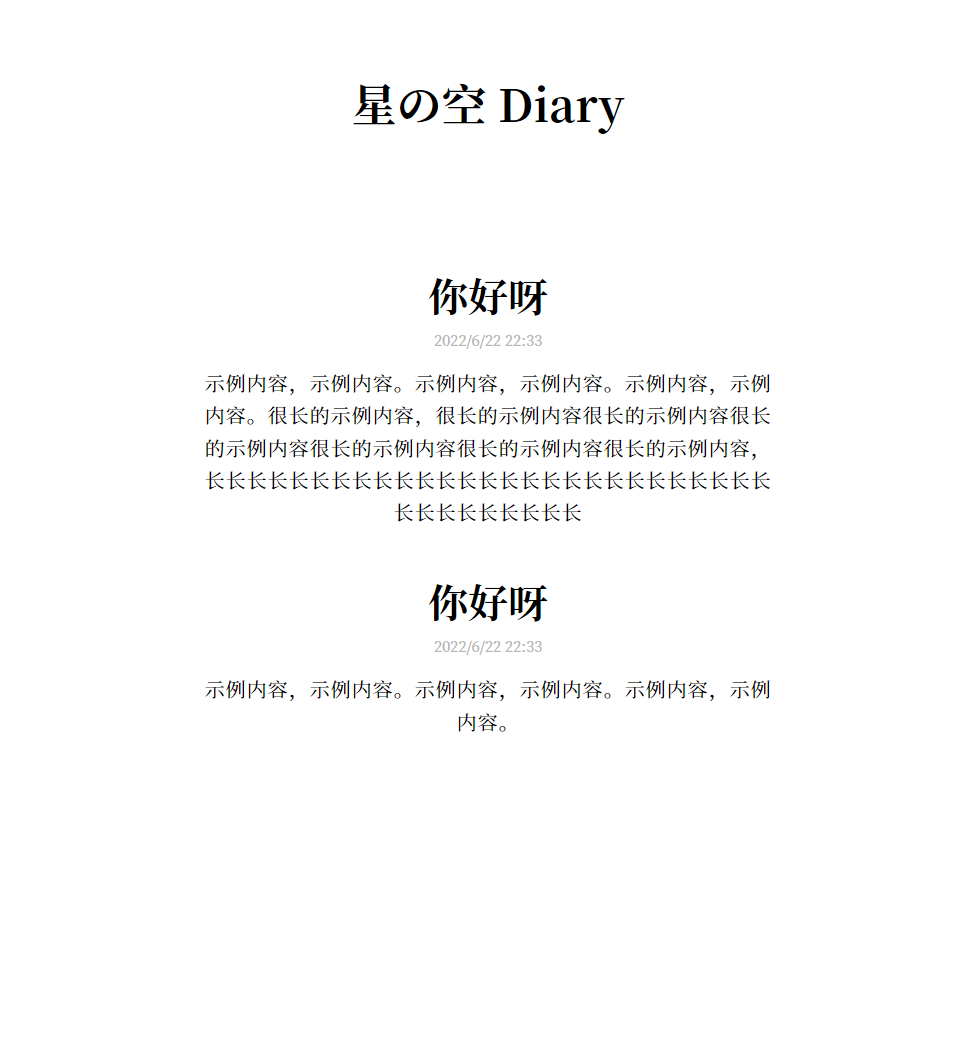 星の空 Diary
你好呀
2022/6/22 22:33
示例内容，示例内容。示例内容，示例内容。示例内容，示例
内容。很长的示例内容，很长的示例内容很长的示例内容很长
的示例内容很长的示例内容很长的示例内容很长的示例内容，
长长长长长长长长长长长长长长长长长长长长长长长长长长长
长长长长长长长长长
你好呀
2022/6/22 22:33
示例内容，示例内容。示例内容，示例内容。示例内容，示例
内容。